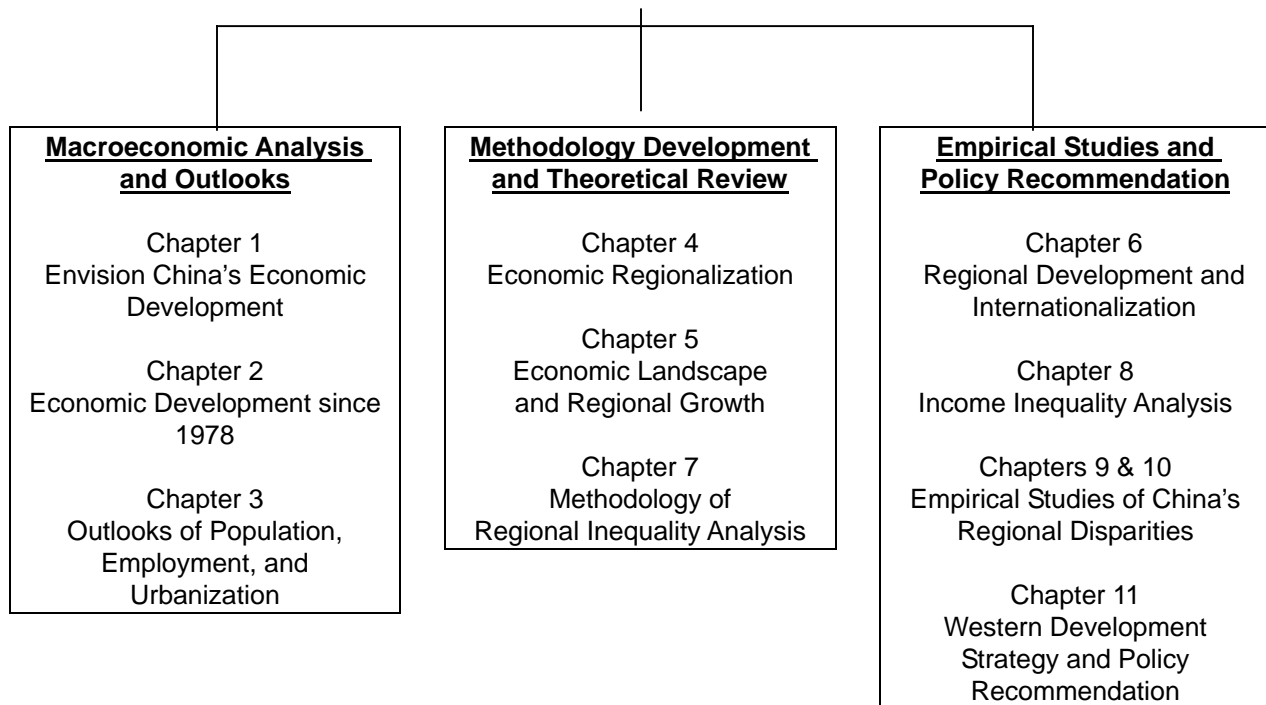 Macroeconomic Analysis
and Outlooks
Chapter 1
Envision China’s Economic
Development
Chapter 2
Economic Development since
1978
Chapter 3
Outlooks of Population,
Employment, and
Urbanization
Methodology Development
and Theoretical Review
Chapter 4
Economic Regionalization
Chapter 5
Economic Landscape
and Regional Growth
Chapter 7
Methodology of
Regional Inequality Analysis
Empirical Studies and
Policy Recommendation
Chapter 6
Regional Development and
Internationalization
Chapter 8
Income Inequality Analysis
Chapters 9 & 10
Empirical Studies of China’s
Regional Disparities
Chapter 11
Western Development
Strategy and Policy
Recommendation